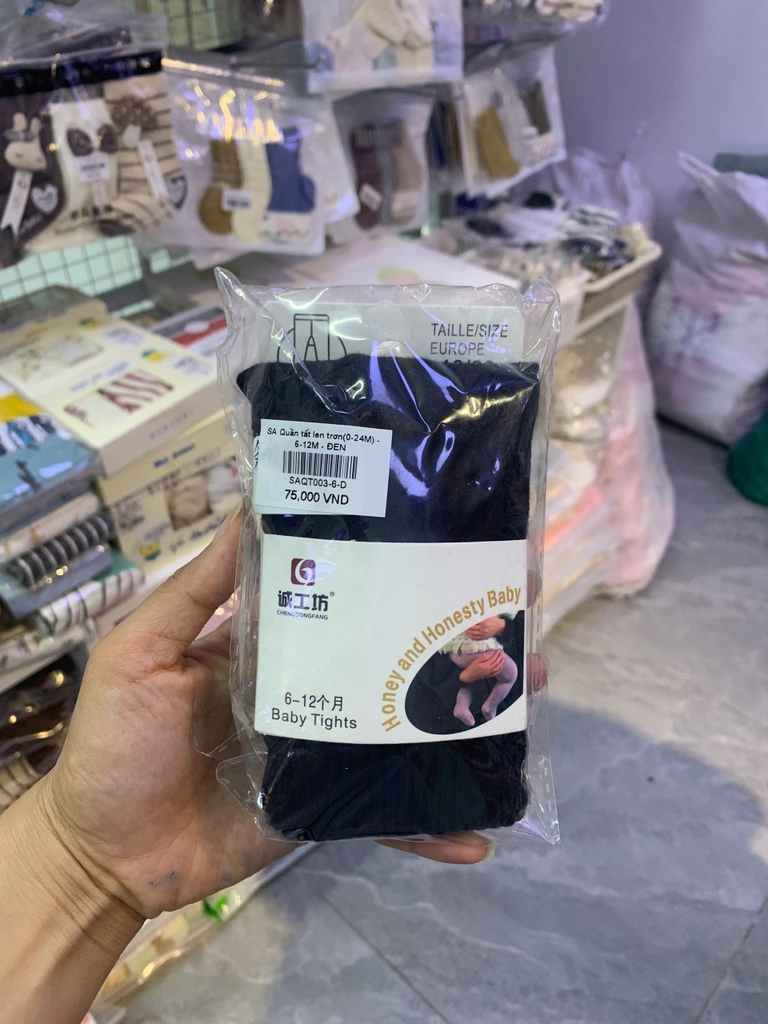 TAILLE/SIZE
EUROPE
SA Quần tất len trơn(0-24M) -
6-12M - ĐEN
SAQT003-6-D
75,000 VND
诚工坊®
CHENGGONGFANG
Honey and Honesty Baby
6-12个月
Baby Tights